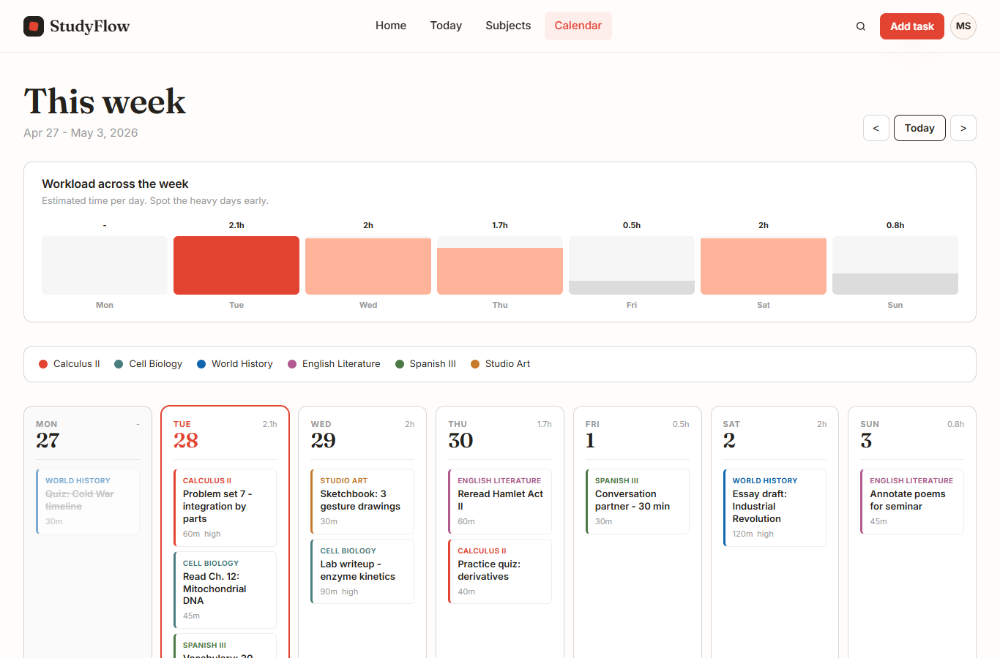 StudyFlow
Home Today Subjects Calendar
Add task MS
This week
Apr 27 - May 3, 2026
< Today >
Workload across the week
Estimated time per day. Spot the heavy days early.
- 2.1h 2h 1.7h 0.5h 2h 0.8h
Mon Tue Wed Thu Fri Sat Sun
Calculus II Cell Biology World History English Literature Spanish III Studio Art
MON -
27
WORLD HISTORY
Quiz: Cold War
timeline
30m
TUE 2.1h
28
CALCULUS II
Problem set 7 -
integration by
parts
60m high
CELL BIOLOGY
Read Ch. 12:
Mitochondrial
DNA
45m
SPANISH III
Vocabulary: 20
WED 2h
29
STUDIO ART
Sketchbook: 3
gesture drawings
30m
CELL BIOLOGY
Lab writeup -
enzyme kinetics
90m high
THU 1.7h
30
ENGLISH LITERATURE
Reread Hamlet Act
II
60m
CALCULUS II
Practice quiz:
derivatives
40m
FRI 0.5h
1
SPANISH III
Conversation
partner - 30 min
30m
SAT 2h
2
WORLD HISTORY
Essay draft:
Industrial
Revolution
120m high
SUN 0.8h
3
ENGLISH LITERATURE
Annotate poems
for seminar
45m